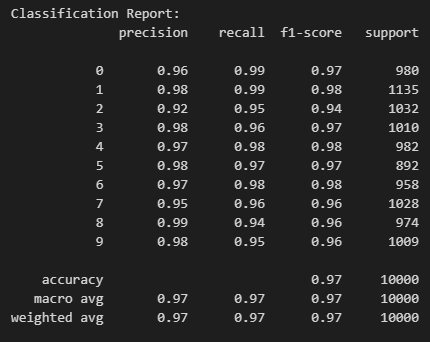 Classification Report:
precision recall f1-score support
0 0.96 0.99 0.97 980
1 0.98 0.99 0.98 1135
2 0.92 0.95 0.94 1032
3 0.98 0.96 0.97 1010
4 0.97 0.98 0.98 982
5 0.98 0.97 0.97 892
6 0.97 0.98 0.98 958
7 0.95 0.96 0.96 1028
8 0.99 0.94 0.96 974
9 0.98 0.95 0.96 1009
accuracy 0.97 10000
macro avg 0.97 0.97 0.97 10000
weighted avg 0.97 0.97 0.97 10000